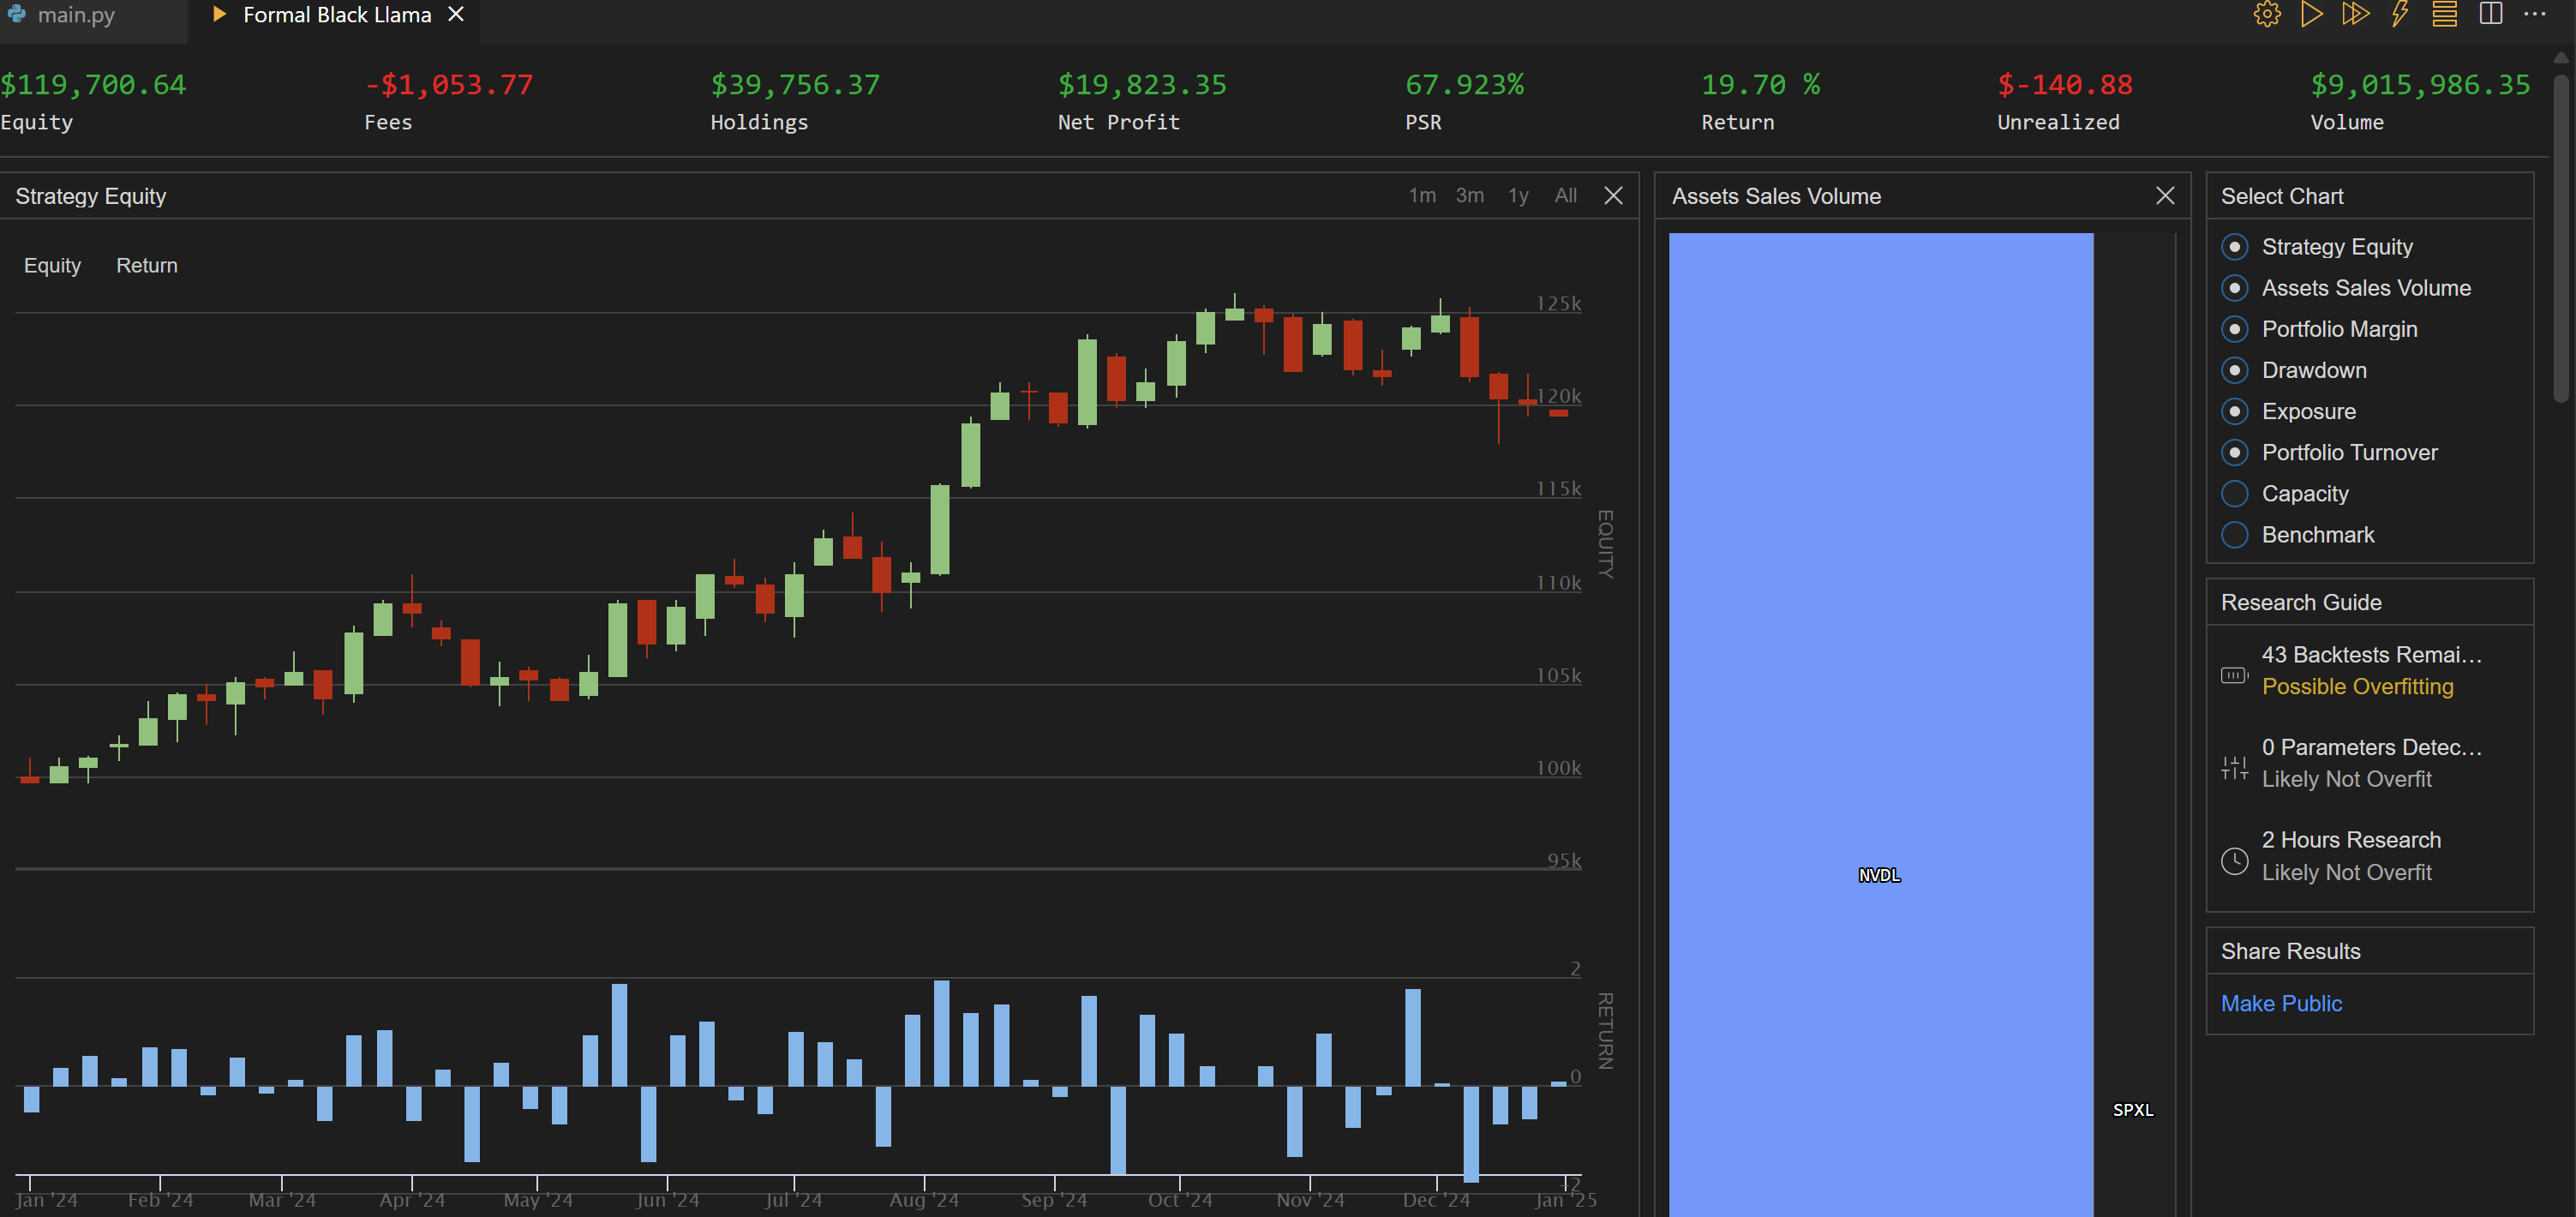 main.py
Formal Black Llama
$119,700.64
Equity
-$1,053.77
Fees
$39,756.37
Holdings
$19,823.35
Net Profit
67.923%
PSR
19.70 %
Return
$-140.88
Unrealized
$9,015,986.35
Volume
Strategy Equity
1m 3m 1y All
Equity Return
125k
120k
115k
110k
105k
100k
95k
EQUITY
2
0
-2
RETURN
Jan '24 Feb '24 Mar '24 Apr '24 May '24 Jun '24 Jul '24 Aug '24 Sep '24 Oct '24 Nov '24 Dec '24 Jan '25
Assets Sales Volume
NVDL
SPXL
Select Chart
Strategy Equity
Assets Sales Volume
Portfolio Margin
Drawdown
Exposure
Portfolio Turnover
Capacity
Benchmark
Research Guide
43 Backtests Remai...
Possible Overfitting
0 Parameters Detec...
Likely Not Overfit
2 Hours Research
Likely Not Overfit
Share Results
Make Public